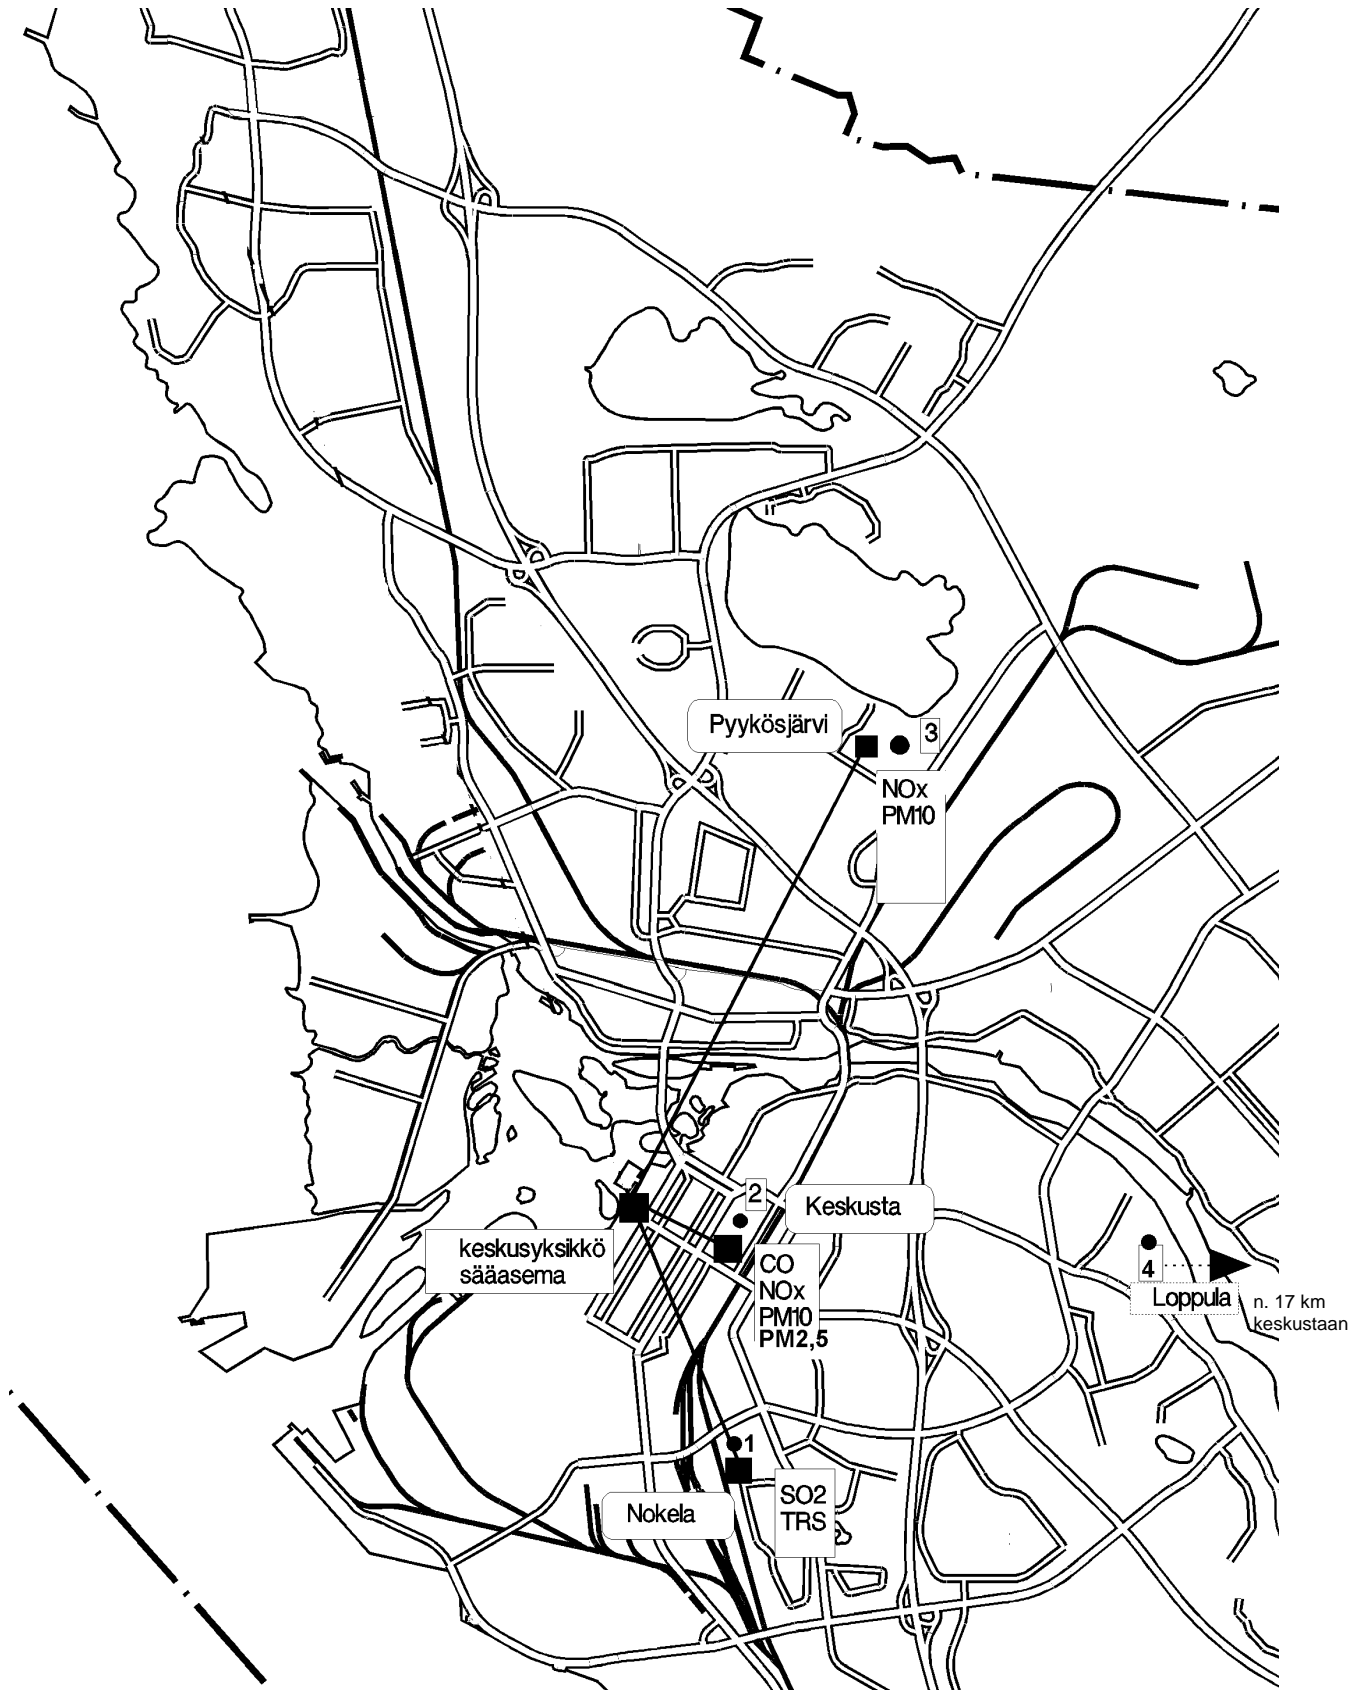 Pyykösjärvi
3
NOx
PM10
2
Keskusta
keskusyksikkö
sääasema
CO
NOx
PM10
PM2,5
4
Loppula
n. 17 km
keskustaan
1
Nokela
SO2
TRS